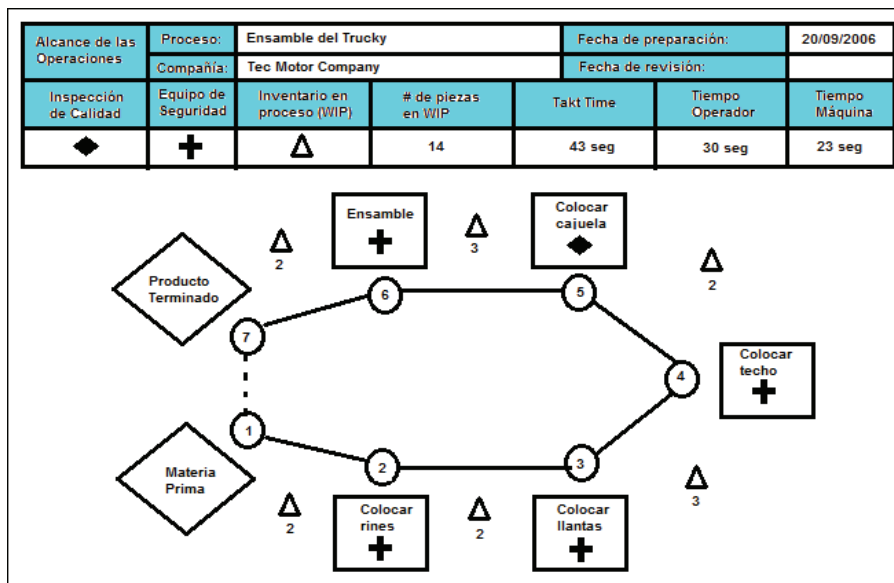 Alcance de las
Operaciones
Proceso:
Ensamble del Trucky
Fecha de preparación:
20/09/2006
Compañía:
Tec Motor Company
Fecha de revisión:
Inspección
de Calidad
Equipo de
Seguridad
Inventario en
proceso (WIP)
# de piezas
en WIP
Takt Time
Tiempo
Operador
Tiempo
Máquina
14
43 seg
30 seg
23 seg
Ensamble
Colocar
cajuela
2
3
2
Producto
Terminado
6
5
7
4
Colocar
techo
1
2
3
Materia
Prima
2
Colocar
rines
2
Colocar
llantas
3